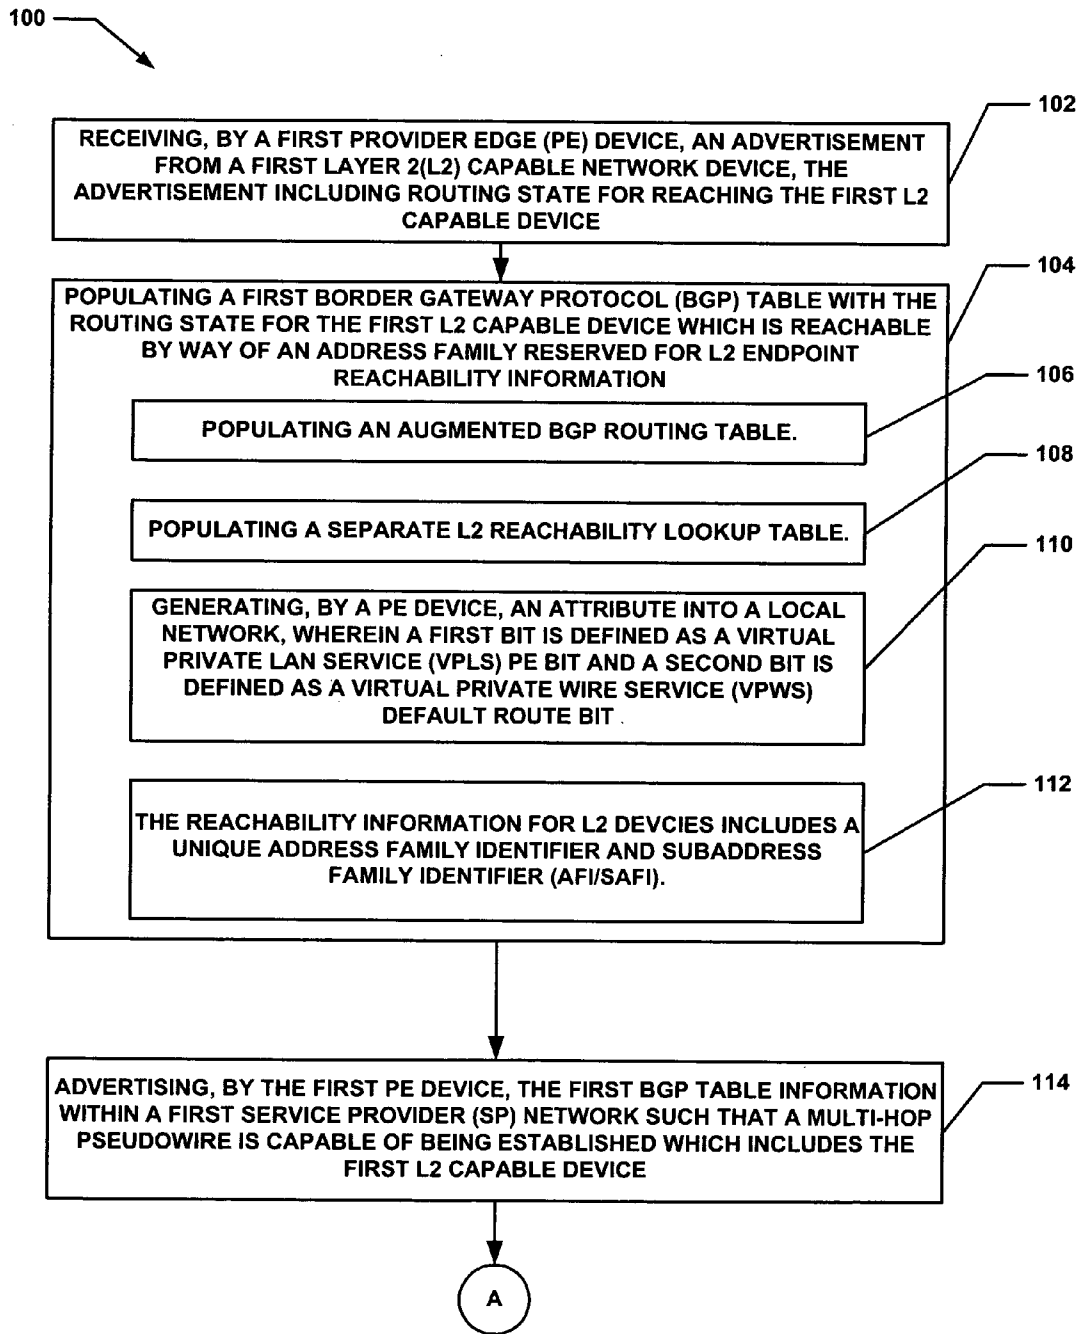 100
102
RECEIVING, BY A FIRST PROVIDER EDGE (PE) DEVICE, AN ADVERTISEMENT
FROM A FIRST LAYER 2(L2) CAPABLE NETWORK DEVICE, THE
ADVERTISEMENT INCLUDING ROUTING STATE FOR REACHING THE FIRST L2
CAPABLE DEVICE
104
POPULATING A FIRST BORDER GATEWAY PROTOCOL (BGP) TABLE WITH THE
ROUTING STATE FOR THE FIRST L2 CAPABLE DEVICE WHICH IS REACHABLE
BY WAY OF AN ADDRESS FAMILY RESERVED FOR L2 ENDPOINT
REACHABILITY INFORMATION
106
POPULATING AN AUGMENTED BGP ROUTING TABLE.
108
POPULATING A SEPARATE L2 REACHABILITY LOOKUP TABLE.
110
GENERATING, BY A PE DEVICE, AN ATTRIBUTE INTO A LOCAL
NETWORK, WHEREIN A FIRST BIT IS DEFINED AS A VIRTUAL
PRIVATE LAN SERVICE (VPLS) PE BIT AND A SECOND BIT IS
DEFINED AS A VIRTUAL PRIVATE WIRE SERVICE (VPWS)
DEFAULT ROUTE BIT .
112
THE REACHABILITY INFORMATION FOR L2 DEVCIES INCLUDES A
UNIQUE ADDRESS FAMILY IDENTIFIER AND SUBADDRESS
FAMILY IDENTIFIER (AFI/SAFI).
114
ADVERTISING, BY THE FIRST PE DEVICE, THE FIRST BGP TABLE INFORMATION
WITHIN A FIRST SERVICE PROVIDER (SP) NETWORK SUCH THAT A MULTI-HOP
PSEUDOWIRE IS CAPABLE OF BEING ESTABLISHED WHICH INCLUDES THE
FIRST L2 CAPABLE DEVICE
A